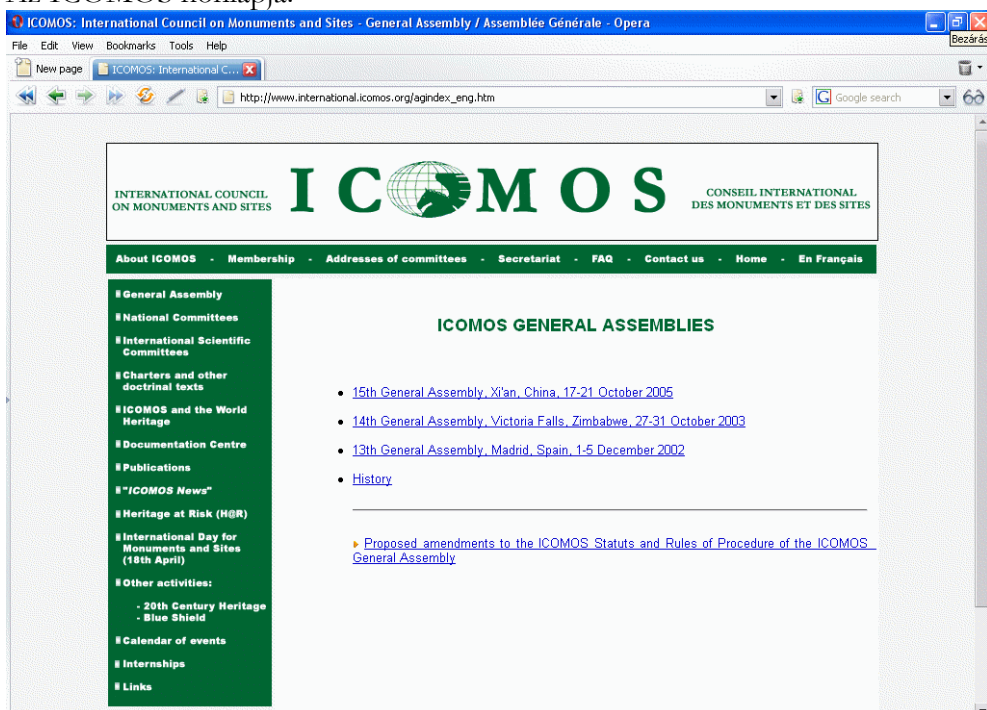 Az ICOMOS honlapja:
ICOMOS: International Council on Monuments and Sites - General Assembly / Assemblée Générale - Opera
Bezárás
File Edit View Bookmarks Tools Help
New page ICOMOS: International C...
http://www.international.icomos.org/agindex_eng.htm
Google search
INTERNATIONAL COUNCIL
ON MONUMENTS AND SITES
ICOMOS
CONSEIL INTERNATIONAL
DES MONUMENTS ET DES SITES
About ICOMOS - Membership - Addresses of committees - Secretariat - FAQ - Contact us - Home - En Français
General Assembly
National Committees
International Scientific
Committees
Charters and other
doctrinal texts
ICOMOS and the World
Heritage
Documentation Centre
Publications
"ICOMOS News"
Heritage at Risk (H@R)
International Day for
Monuments and Sites
(18th April)
Other activities:
- 20th Century Heritage
- Blue Shield
Calendar of events
Internships
Links
ICOMOS GENERAL ASSEMBLIES
• 15th General Assembly, Xi'an, China, 17-21 October 2005
• 14th General Assembly, Victoria Falls, Zimbabwe, 27-31 October 2003
• 13th General Assembly, Madrid, Spain, 1-5 December 2002
• History
Proposed amendments to the ICOMOS Statuts and Rules of Procedure of the ICOMOS
General Assembly